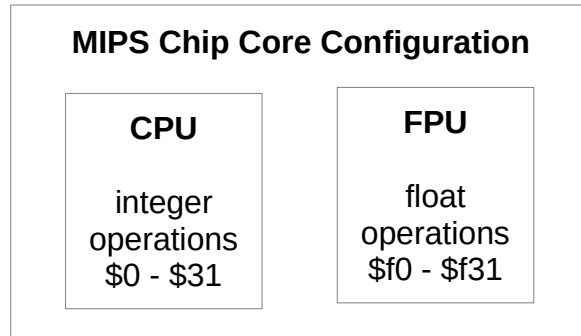 MIPS Chip Core Configuration
CPU
integer
operations
$0 - $31
FPU
float
operations
$f0 - $f31